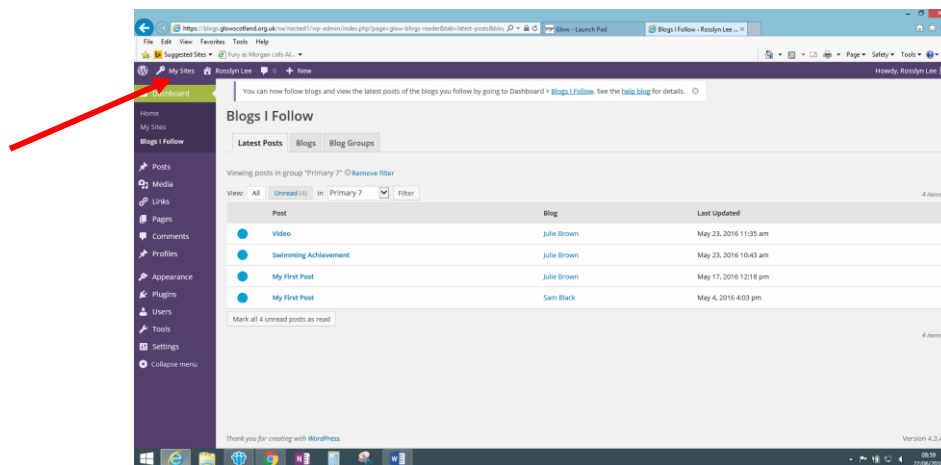 https://blogs.glowscotland.org.uk/na/nactest1/wp-admin/index.php?page=glow-blogs-reader&tab=latest-posts&blog
Glow - Launch Pad
Blogs I Follow ‹ Rosslyn Lee ...
File Edit View Favorites Tools Help
Suggested Sites
Fury as Morgan calls Al...
Page Safety Tools
My Sites Rosslyn Lee 0 + New
Howdy, Rosslyn Lee
Dashboard
You can now follow blogs and view the latest posts of the blogs you follow by going to Dashboard > Blogs I Follow. See the help blog for details.
Home
My Sites
Blogs I Follow
Blogs I Follow
Latest Posts Blogs Blog Groups
Posts
Media
Links
Pages
Comments
Profiles
Appearance
Plugins
Users
Tools
Settings
Collapse menu
Viewing posts in group "Primary 7" Remove filter
View: All Unread (4) in Primary 7 Filter
4 items
Post Blog Last Updated
Video Julie Brown May 23, 2016 11:35 am
Swimming Achievement Julie Brown May 23, 2016 10:43 am
My First Post Julie Brown May 17, 2016 12:18 pm
My First Post Sam Black May 4, 2016 4:03 pm
Mark all 4 unread posts as read
4 items
Thank you for creating with WordPress.
Version 4.3.4
08:59